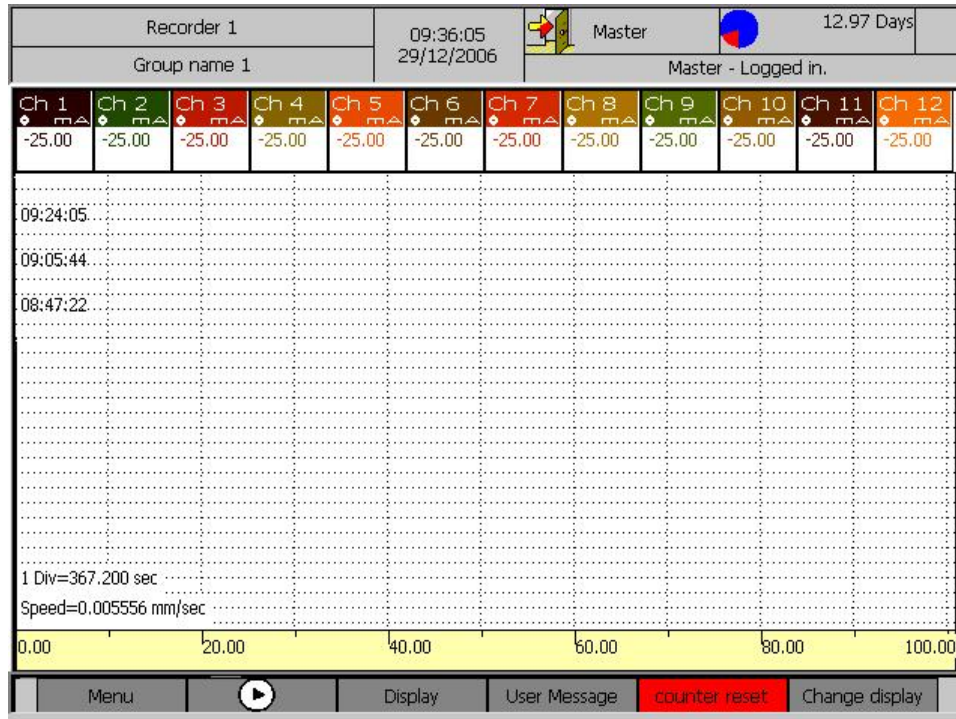 Recorder 1
Group name 1
09:36:05
29/12/2006
Master
12.97 Days
Master - Logged in.
Ch 1 Ch 2 Ch 3 Ch 4 Ch 5 Ch 6 Ch 7 Ch 8 Ch 9 Ch 10 Ch 11 Ch 12
mA mA mA mA mA mA mA mA mA mA mA mA
-25.00 -25.00 -25.00 -25.00 -25.00 -25.00 -25.00 -25.00 -25.00 -25.00 -25.00 -25.00
09:24:05
09:05:44
08:47:22
1 Div=367.200 sec
Speed=0.005556 mm/sec
0.00 20.00 40.00 60.00 80.00 100.00
Menu Display User Message counter reset Change display